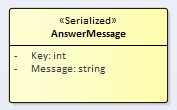 «Serialized»
AnswerMessage
- Key: int
- Message: string